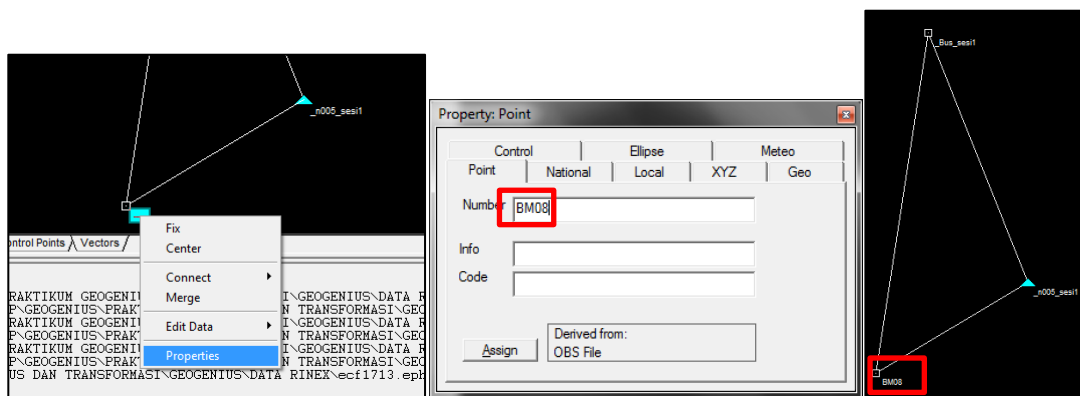 _n005_sesi1
Fix
Center
Connect
Merge
Edit Data
Properties
ontrol Points
Vectors
RAKTIKUM GEOGENIU I\GEOGENIUS\DATA R
P\GEOGENIUS\PRAK N TRANSFORMASI\GEO
RAKTIKUM GEOGENIU I\GEOGENIUS\DATA R
P\GEOGENIUS\PRAK N TRANSFORMASI\GEO
RAKTIKUM GEOGENIU I\GEOGENIUS\DATA R
P\GEOGENIUS\PRAK N TRANSFORMASI\GEO
US DAN TRANSFORMASI\GEOGENIUS\DATA RINEX\ecf1713.eph
Property: Point
Control Ellipse Meteo
Point National Local XYZ Geo
Number BM08
Info
Code
Assign
Derived from:
OBS File
_Bus_sesi1
_n005_sesi1
BM08